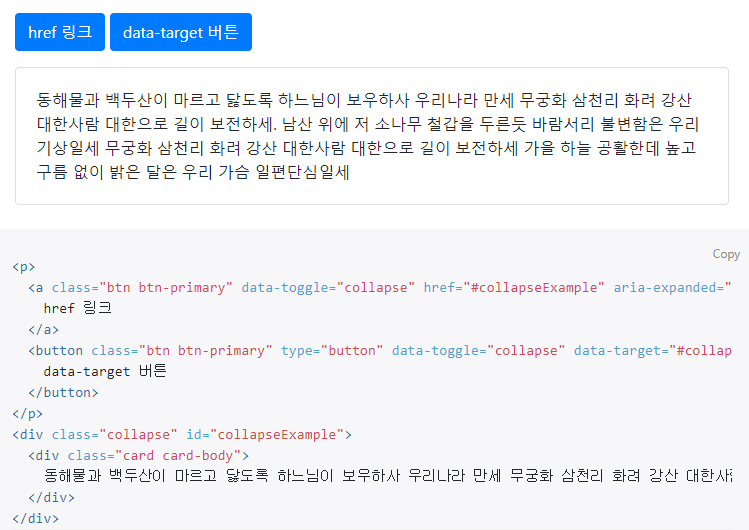 href 링크 data-target 버튼
동해물과 백두산이 마르고 닳도록 하느님이 보우하사 우리나라 만세 무궁화 삼천리 화려 강산
대한사람 대한으로 길이 보전하세. 남산 위에 저 소나무 철갑을 두른듯 바람서리 불변함은 우리
기상일세 무궁화 삼천리 화려 강산 대한사람 대한으로 길이 보전하세 가을 하늘 공활한데 높고
구름 없이 밝은 달은 우리 가슴 일편단심일세
Copy
<p>
  <a class="btn btn-primary" data-toggle="collapse" href="#collapseExample" aria-expanded="
    href 링크
  </a>
  <button class="btn btn-primary" type="button" data-toggle="collapse" data-target="#collap
    data-target 버튼
  </button>
</p>
<div class="collapse" id="collapseExample">
  <div class="card card-body">
    동해물과 백두산이 마르고 닳도록 하느님이 보우하사 우리나라 만세 무궁화 삼천리 화려 강산 대한사
  </div>
</div>